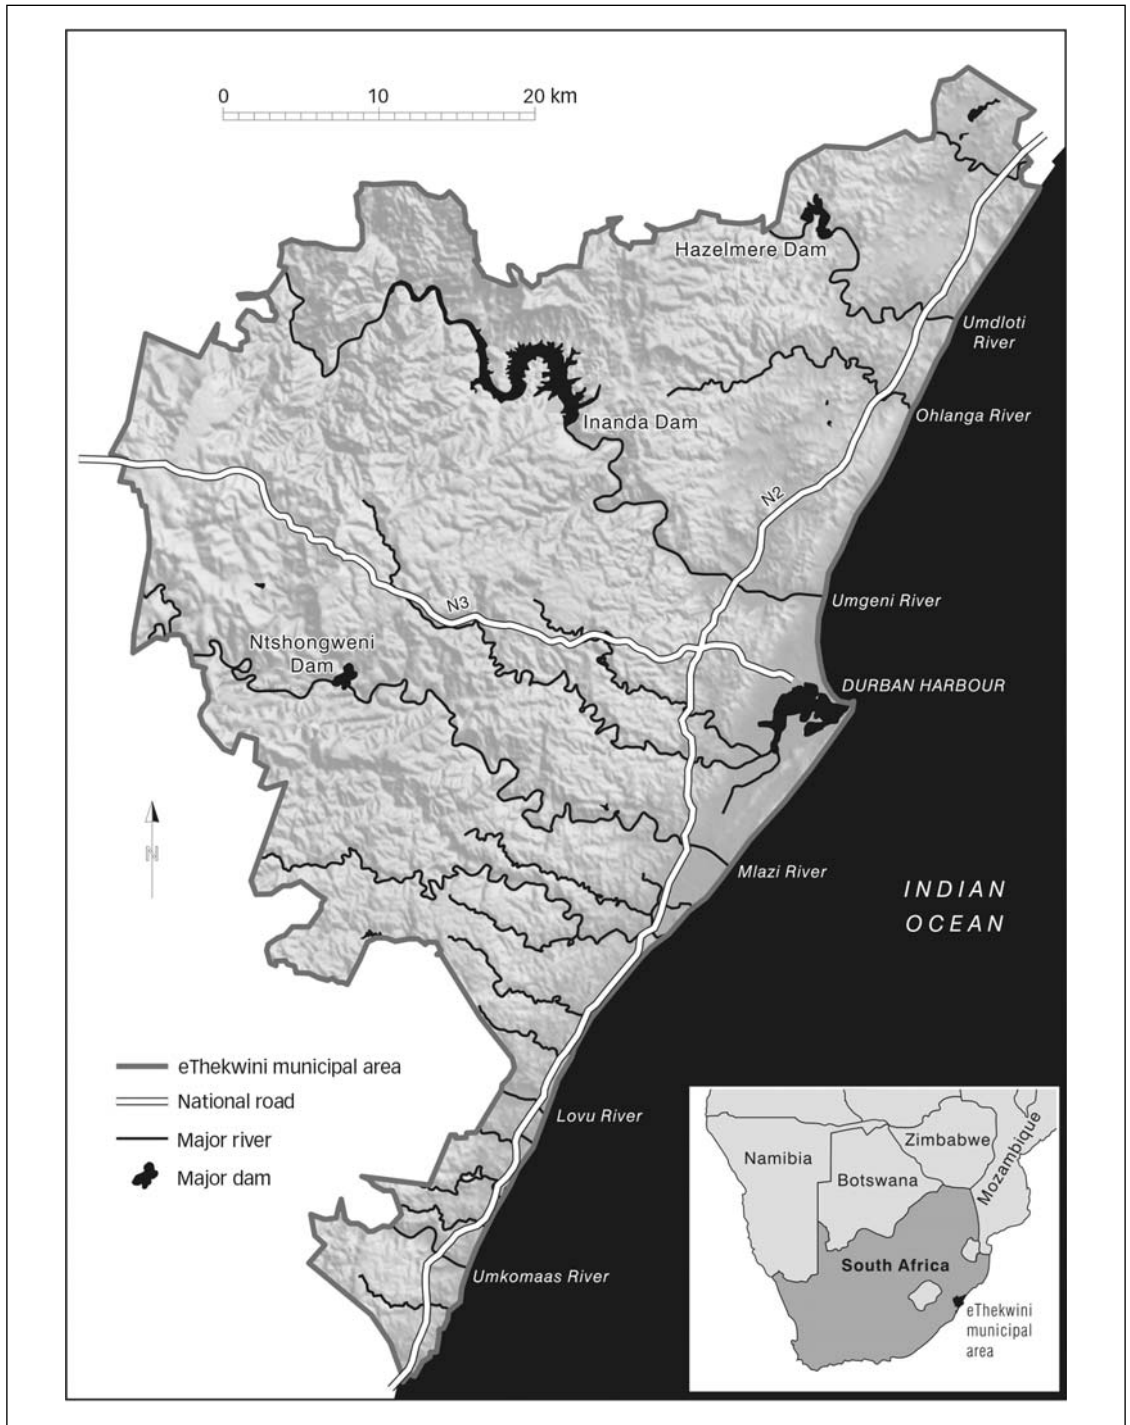 0 10 20 km
Hazelmere Dam
Umdloti
River
Inanda Dam
Ohlanga River
N2
Umgeni River
N3
Ntshongweni
Dam
DURBAN HARBOUR
Mlazi River
INDIAN
OCEAN
eThekwini municipal area
National road
Major river
Major dam
Lovu River
Umkomaas River
Namibia
Zimbabwe
Mozambique
Botswana
South Africa
eThekwini
municipal
area